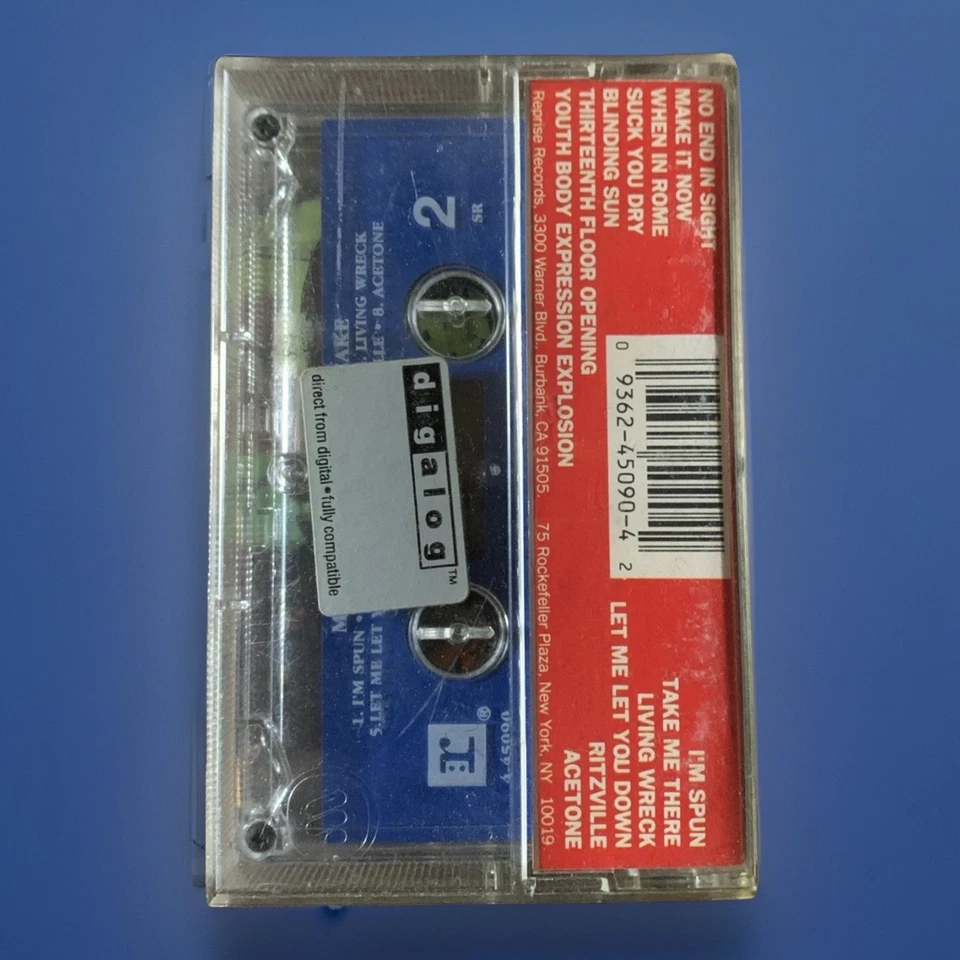 NO END IN SIGHT
MAKE IT NOW
WHEN IN ROME
SUCK YOU DRY
BLINDING SUN
THIRTEENTH FLOOR OPENING
YOUTH BODY EXPRESSION EXPLOSION
0 9362-45090-4 2
I'M SPUN
TAKE ME THERE
LIVING WRECK
LET ME LET YOU DOWN
RITZVILLE
ACETONE
Reprise Records, 3300 Warner Blvd. Burbank, CA 91505. 75 Rockefeller Plaza, New York, NY 10019
SR
2
4-45090
®
digalog™
direct from digital•fully compatible
8. ACETONE
LIVING WRECK
1. I'M SPUN •
5. LET ME LET